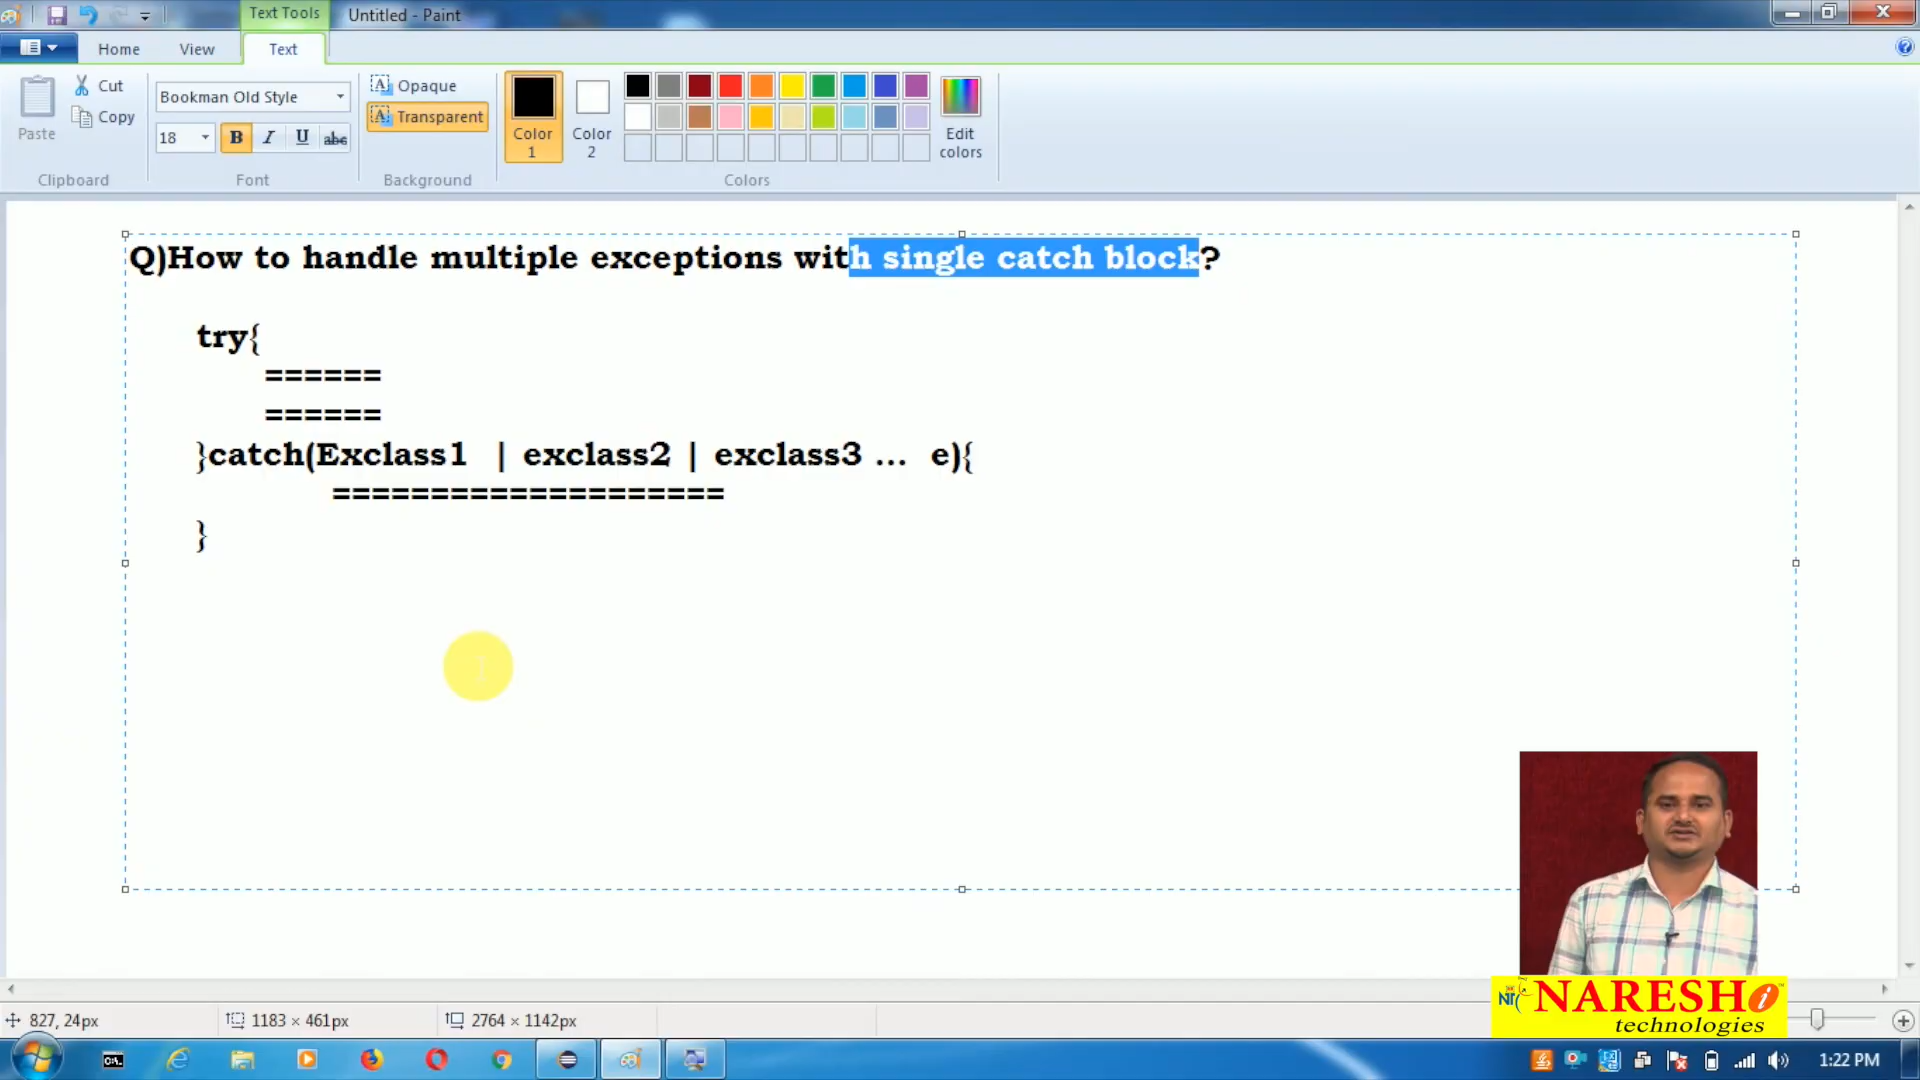 Text Tools
Untitled - Paint
Home View Text
Cut
Copy
Paste
Clipboard
Bookman Old Style
18 B I U abc
Font
Opaque
Transparent
Background
Color 1
Color 2
Edit colors
Colors
Q)How to handle multiple exceptions with single catch block?
try{
======
======
}catch(Exclass1 | exclass2 | exclass3 ... e){
====================
}
NARESH i
technologies
827, 24px
1183 × 461px
2764 × 1142px
1:22 PM